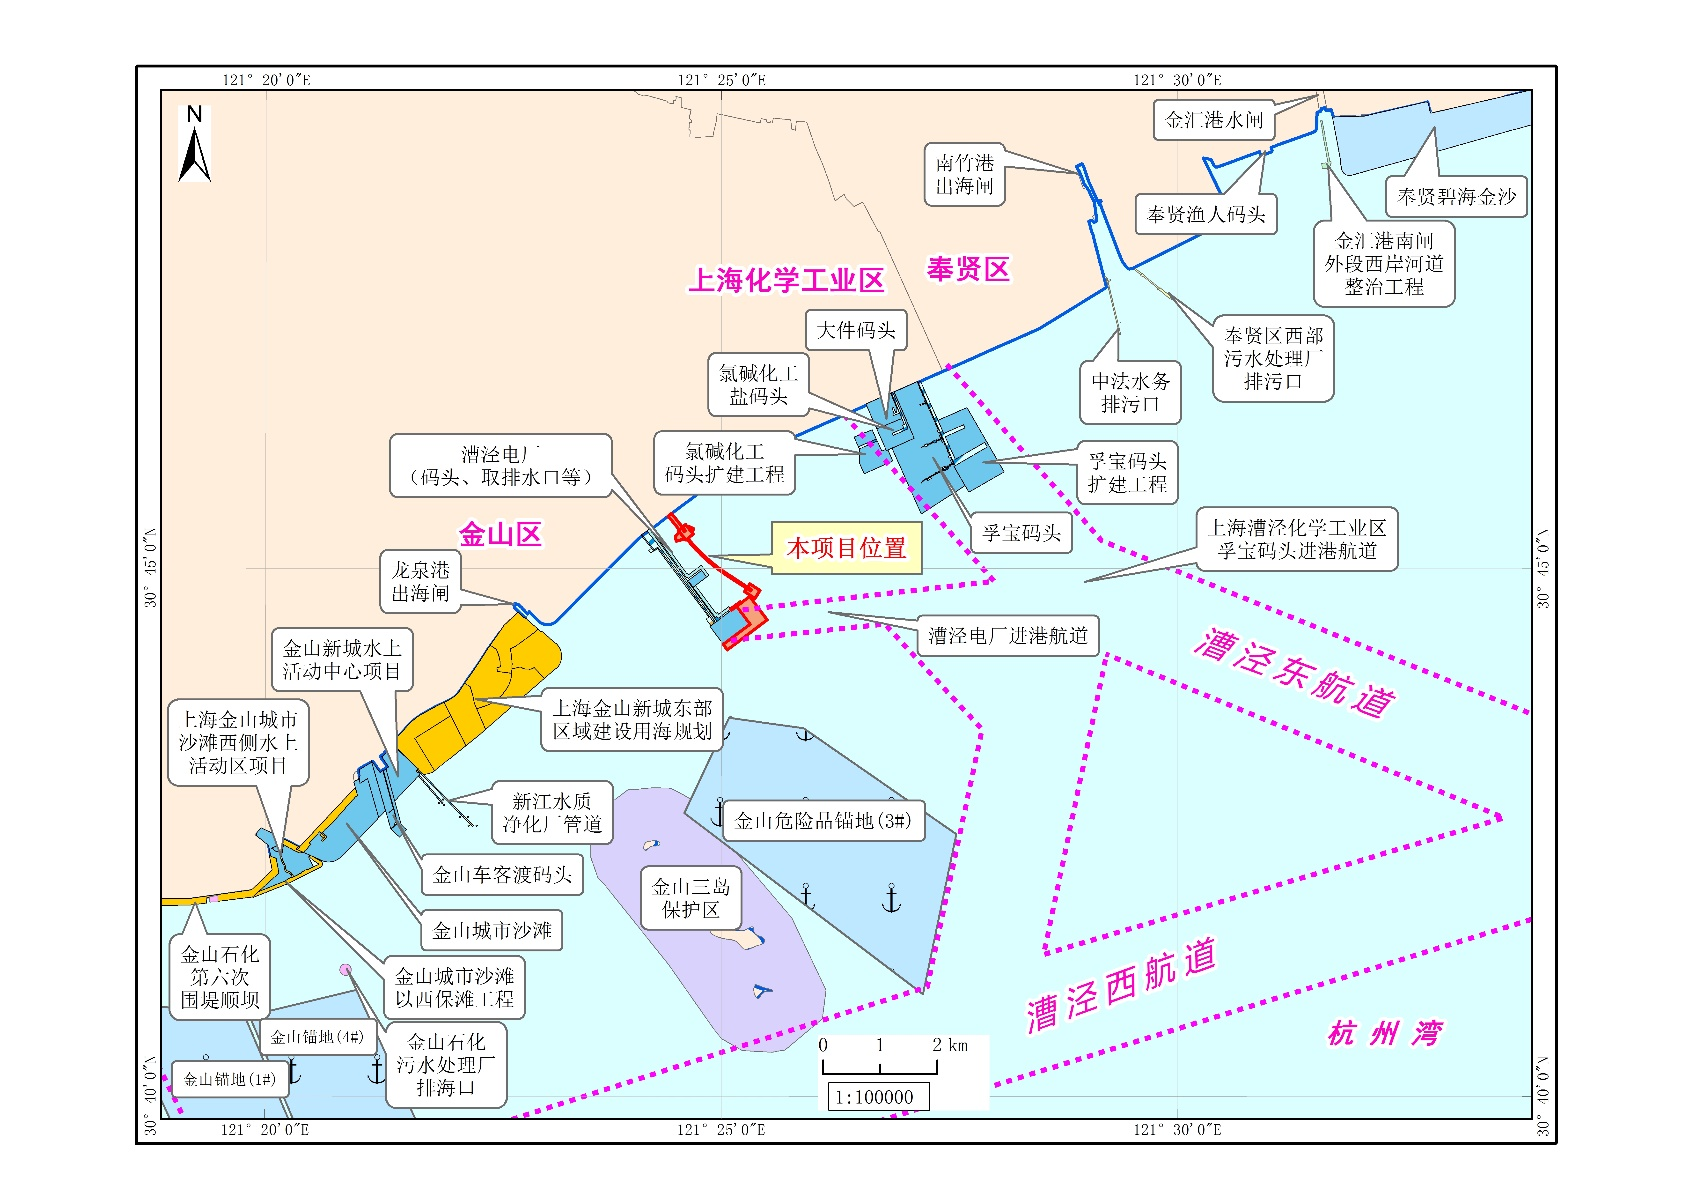 121° 20'0"E
121° 25'0"E
121° 30'0"E
N
金汇港水闸
南竹港
出海闸
奉贤渔人码头
奉贤碧海金沙
金汇港南闸
外段西岸河道
整治工程
上海化学工业区
奉贤区
大件码头
奉贤区西部
污水处理厂
排污口
氯碱化工
盐码头
中法水务
排污口
漕泾电厂
（码头、取排水口等）
氯碱化工
码头扩建工程
孚宝码头
扩建工程
金山区
本项目位置
孚宝码头
上海漕泾化学工业区
孚宝码头进港航道
30° 45'0"N
30° 45'0"N
龙泉港
出海闸
金山新城水上
活动中心项目
漕泾电厂进港航道
漕泾东航道
上海金山城市
沙滩西侧水上
活动区项目
上海金山新城东部
区域建设用海规划
新江水质
净化厂管道
金山危险品锚地(3#)
金山车客渡码头
金山三岛
保护区
金山城市沙滩
金山石化
第六次
围堤顺坝
金山城市沙滩
以西保滩工程
漕泾西航道
杭州湾
金山锚地(4#)
金山石化
污水处理厂
排海口
金山锚地(1#)
0 1 2 km
1:100000
30° 40'0"N
30° 40'0"N
121° 20'0"E
121° 25'0"E
121° 30'0"E